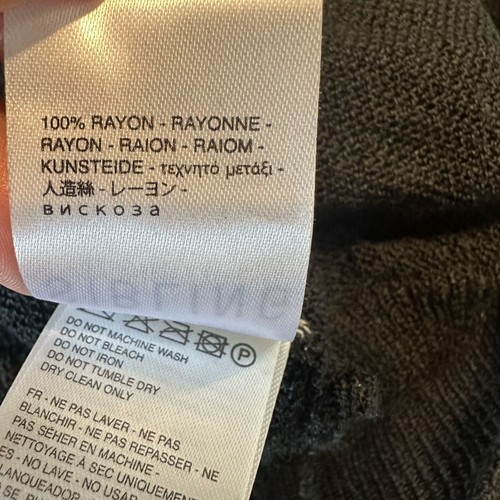 100% RAYON - RAYONNE -
RAYON - RAION - RAIOM -
KUNSTEIDE - τεχνητό μετάξι -
人造絲 - レーヨン -
вискоза
P
DO NOT MACHINE WASH
DO NOT BLEACH
DO NOT IRON
DO NOT TUMBLE DRY
DRY CLEAN ONLY
FR - NE PAS LAVER - NE PAS
BLANCHIR - NE PAS REPASSER - NE
PAS SÉHER EN MACHINE -
NETTOYAGE À SEC UNIQUEMENT
ES - NO LAVE - NO USAR
BLANQUEADOR